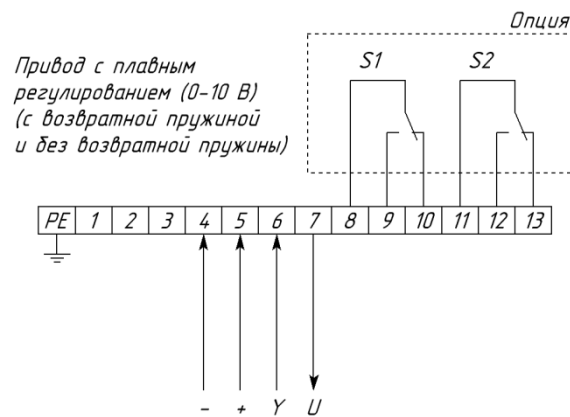 Опция
S1 S2
Привод с плавным
регулированием (0-10 В)
(с возвратной пружиной
и без возвратной пружины)
PE 1 2 3 4 5 6 7 8 9 10 11 12 13
- + Y U